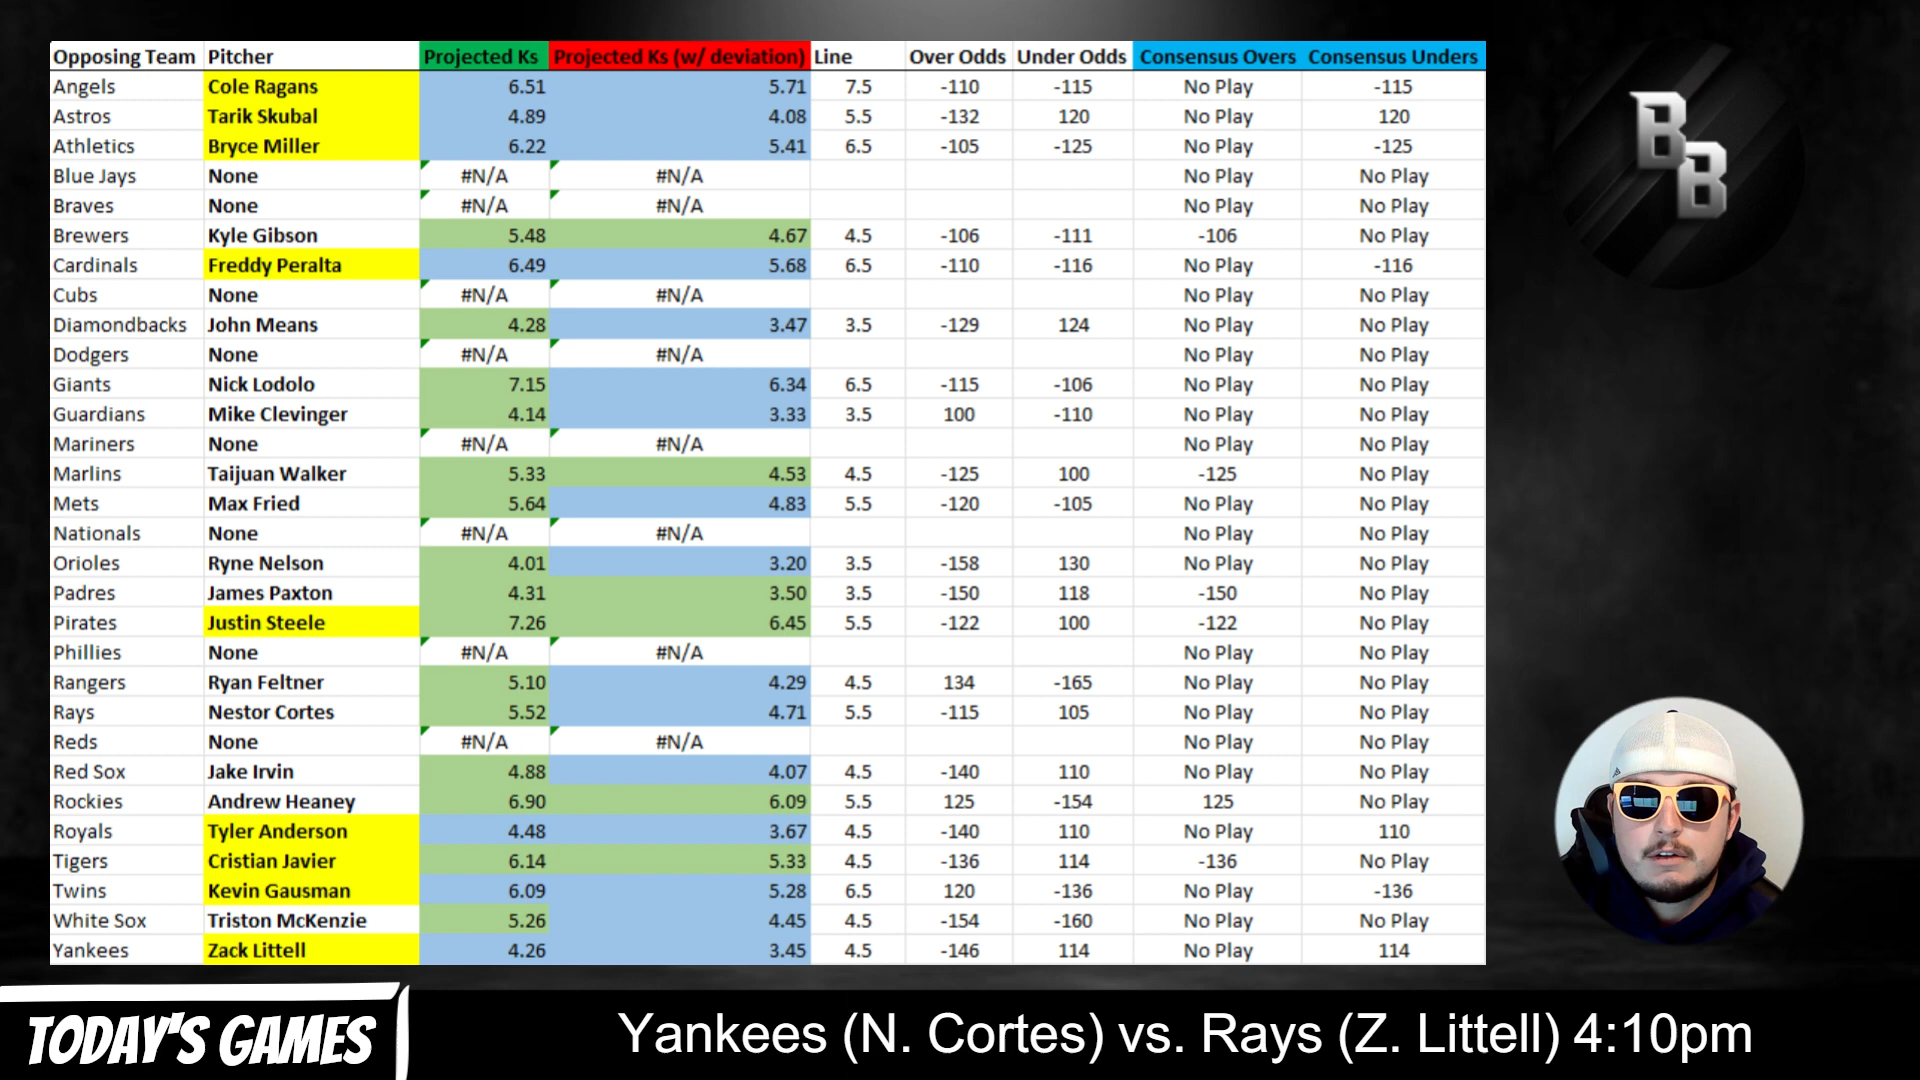 Opposing Team Pitcher Projected Ks Projected Ks (w/ deviation) Line Over Odds Under Odds Consensus Overs Consensus Unders
Angels Cole Ragans 6.51 5.71 7.5 -110 -115 No Play -115
Astros Tarik Skubal 4.89 4.08 5.5 -132 120 No Play 120
Athletics Bryce Miller 6.22 5.41 6.5 -105 -125 No Play -125
Blue Jays None #N/A #N/A No Play No Play
Braves None #N/A #N/A No Play No Play
Brewers Kyle Gibson 5.48 4.67 4.5 -106 -111 -106 No Play
Cardinals Freddy Peralta 6.49 5.68 6.5 -110 -116 No Play -116
Cubs None #N/A #N/A No Play No Play
Diamondbacks John Means 4.28 3.47 3.5 -129 124 No Play No Play
Dodgers None #N/A #N/A No Play No Play
Giants Nick Lodolo 7.15 6.34 6.5 -115 -106 No Play No Play
Guardians Mike Clevinger 4.14 3.33 3.5 100 -110 No Play No Play
Mariners None #N/A #N/A No Play No Play
Marlins Taijuan Walker 5.33 4.53 4.5 -125 100 -125 No Play
Mets Max Fried 5.64 4.83 5.5 -120 -105 No Play No Play
Nationals None #N/A #N/A No Play No Play
Orioles Ryne Nelson 4.01 3.20 3.5 -158 130 No Play No Play
Padres James Paxton 4.31 3.50 3.5 -150 118 -150 No Play
Pirates Justin Steele 7.26 6.45 5.5 -122 100 -122 No Play
Phillies None #N/A #N/A No Play No Play
Rangers Ryan Feltner 5.10 4.29 4.5 134 -165 No Play No Play
Rays Nestor Cortes 5.52 4.71 5.5 -115 105 No Play No Play
Reds None #N/A #N/A No Play No Play
Red Sox Jake Irvin 4.88 4.07 4.5 -140 110 No Play No Play
Rockies Andrew Heaney 6.90 6.09 5.5 125 -154 125 No Play
Royals Tyler Anderson 4.48 3.67 4.5 -140 110 No Play 110
Tigers Cristian Javier 6.14 5.33 4.5 -136 114 -136 No Play
Twins Kevin Gausman 6.09 5.28 6.5 120 -136 No Play -136
White Sox Triston McKenzie 5.26 4.45 4.5 -154 -160 No Play No Play
Yankees Zack Littell 4.26 3.45 4.5 -146 114 No Play 114
BB
TODAY'S GAMES
Yankees (N. Cortes) vs. Rays (Z. Littell) 4:10pm